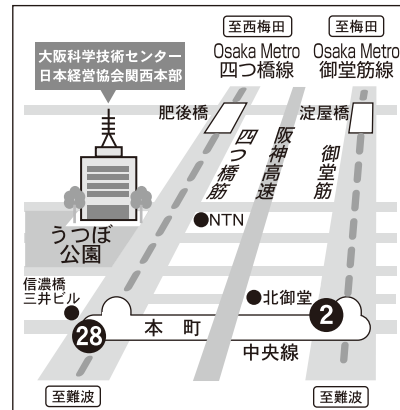 至西梅田
至梅田
Osaka Metro
四つ橋線
Osaka Metro
御堂筋線
大阪科学技術センター
日本経営協会関西本部
肥後橋
淀屋橋
四つ橋筋
阪神高速
御堂筋
うつぼ
公園
NTN
信濃橋
三井ビル
北御堂
28
本町
2
中央線
至難波
至難波